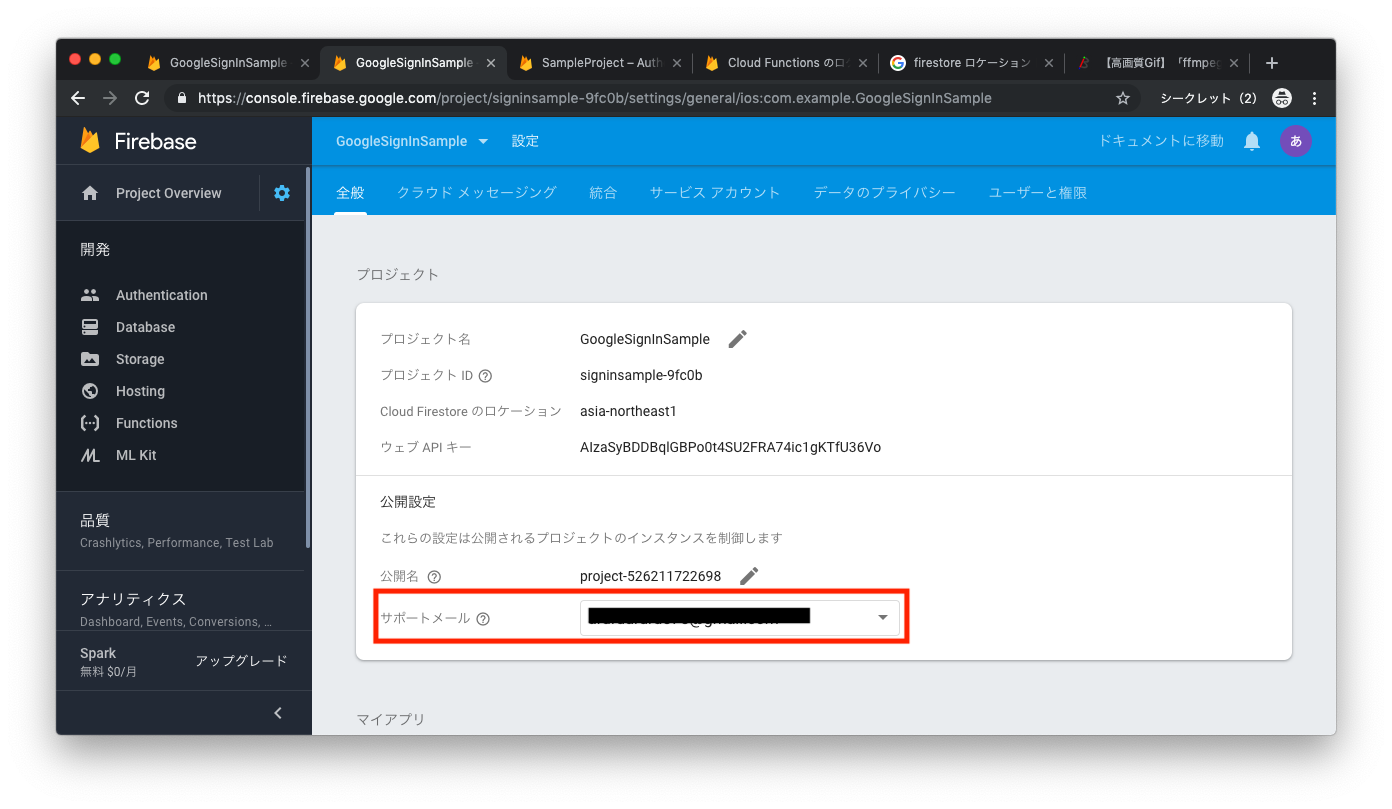 GoogleSignInSample
GoogleSignInSample
SampleProject – Auth
Cloud Functions のロ
firestore ロケーション
【高画質Gif】「ffmpeg
https://console.firebase.google.com/project/signinsample-9fc0b/settings/general/ios:com.example.GoogleSignInSample
シークレット（2）
Firebase
GoogleSignInSample
設定
ドキュメントに移動
あ
Project Overview
全般
クラウド メッセージング
統合
サービス アカウント
データのプライバシー
ユーザーと権限
開発
Authentication
Database
Storage
Hosting
Functions
ML Kit
品質
Crashlytics, Performance, Test Lab
アナリティクス
Dashboard, Events, Conversions, ...
Spark
無料 $0/月
アップグレード
プロジェクト
プロジェクト名 GoogleSignInSample
プロジェクト ID signinsample-9fc0b
Cloud Firestore のロケーション asia-northeast1
ウェブ API キー AIzaSyBDDBqlGBPo0t4SU2FRA74ic1gKTfU36Vo
公開設定
これらの設定は公開されるプロジェクトのインスタンスを制御します
公開名 project-526211722698
サポートメール
マイアプリ